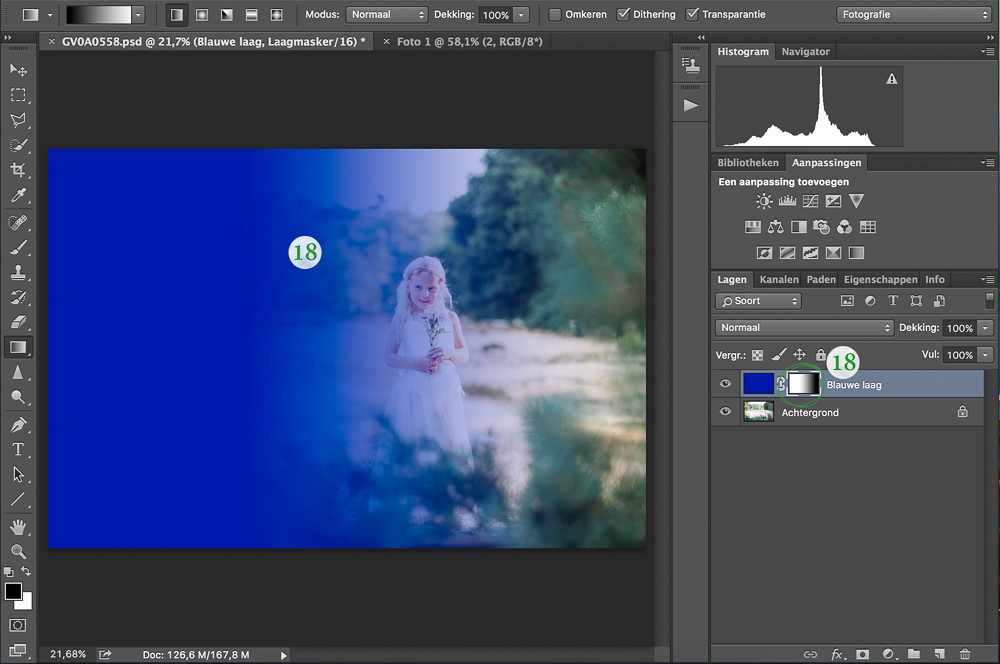 Modus: Normaal Dekking: 100% Omkeren Dithering Transparantie Fotografie
× GV0A0558.psd @ 21,7% (Blauwe laag, Laagmasker/16) * × Foto 1 @ 58,1% (2, RGB/8*)
Histogram Navigator
Bibliotheken Aanpassingen
Een aanpassing toevoegen
18
Lagen Kanalen Paden Eigenschappen Info
Soort
Normaal Dekking: 100%
Vergr.: Vul: 100%
18
Blauwe laag
Achtergrond
21,68% Doc: 126,6 M/167,8 M
fx